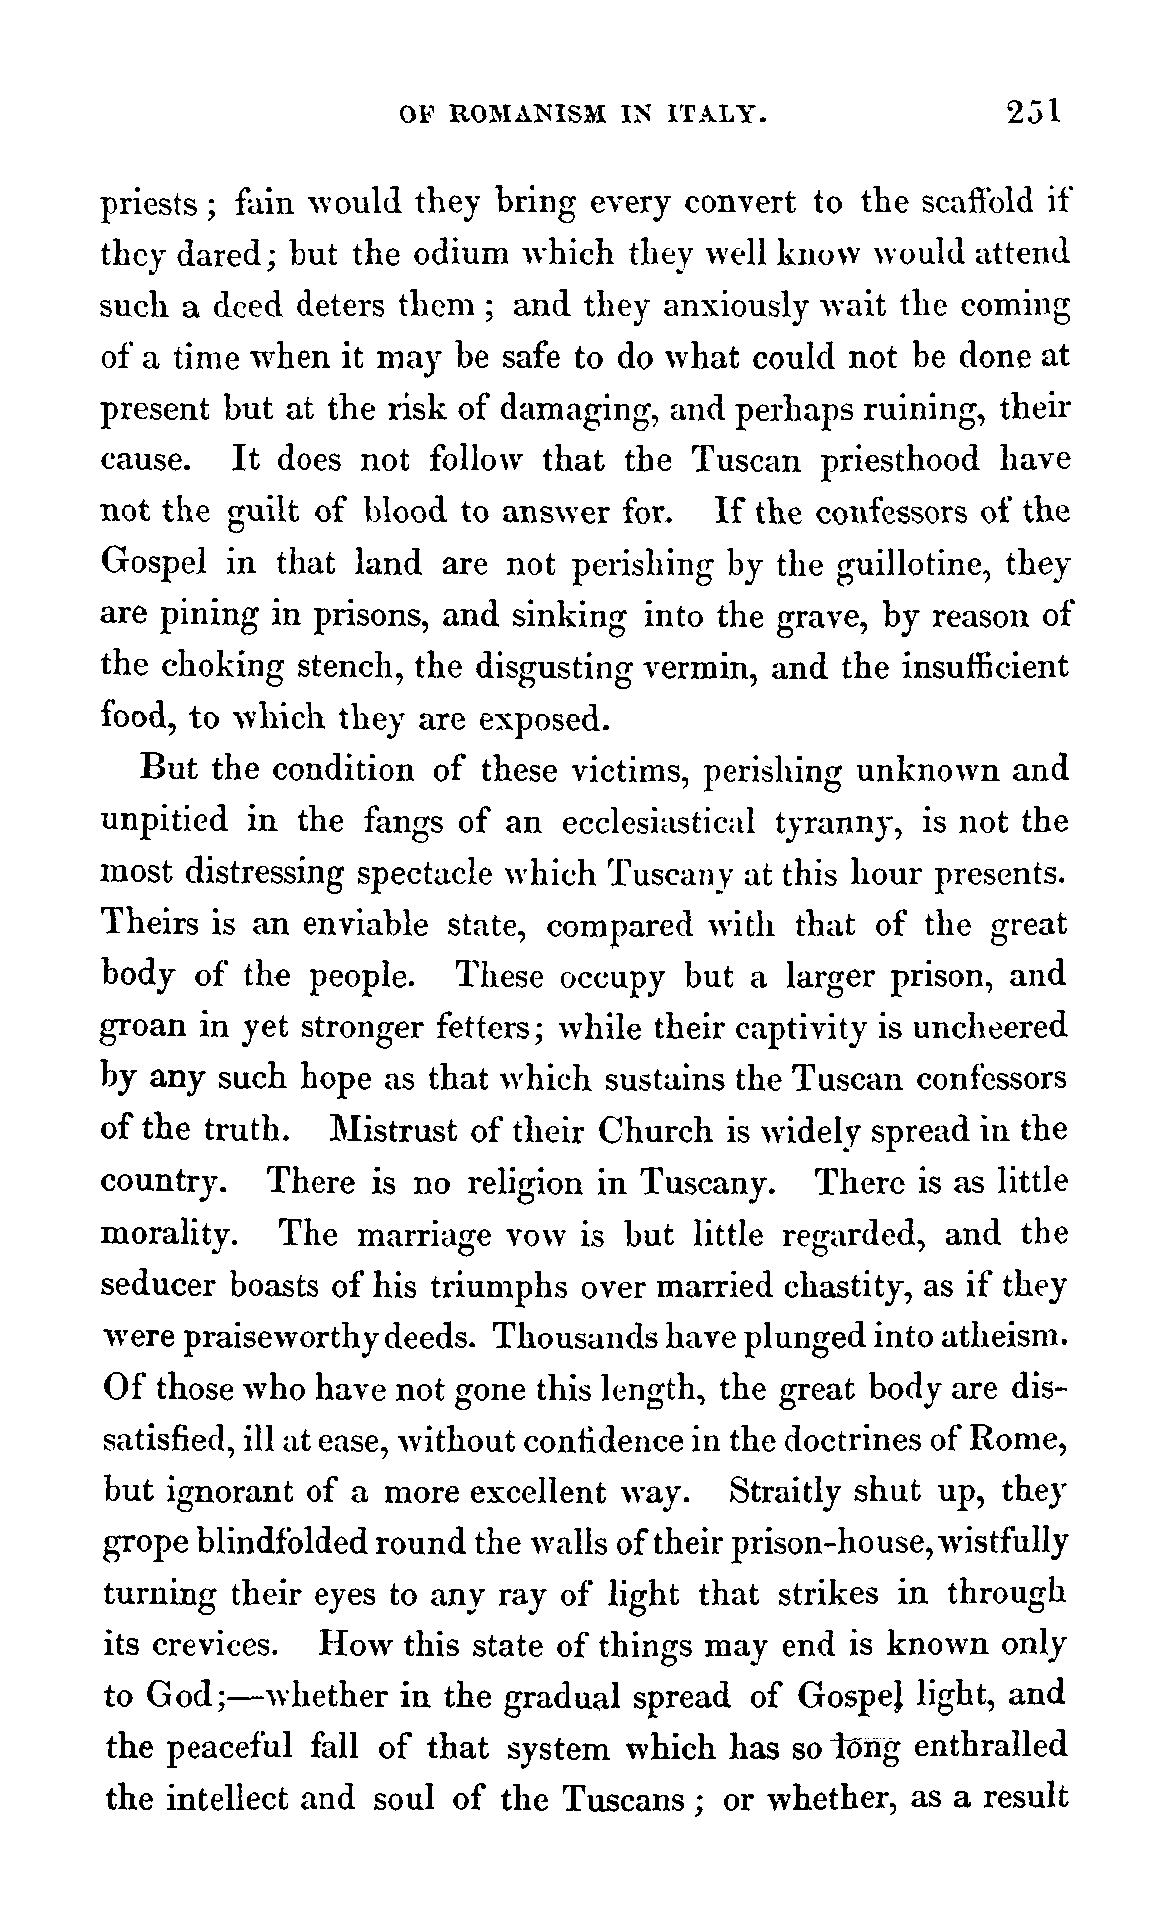 OF ROMANISM IN ITALY. 251
priests ; fain would they bring every convert to the scaffold if
they dared; but the odium which they well know would attend
such a deed deters them ; and they anxiously wait the coming
of a time when it may be safe to do what could not be done at
present but at the risk of damaging, and perhaps ruining, their
cause. It does not follow that the Tuscan priesthood have
not the guilt of blood to answer for. If the confessors of the
Gospel in that land are not perishing by the guillotine, they
are pining in prisons, and sinking into the grave, by reason of
the choking stench, the disgusting vermin, and the insufficient
food, to which they are exposed.
But the condition of these victims, perishing unknown and
unpitied in the fangs of an ecclesiastical tyranny, is not the
most distressing spectacle which Tuscany at this hour presents.
Theirs is an enviable state, compared with that of the great
body of the people. These occupy but a larger prison, and
groan in yet stronger fetters; while their captivity is uncheered
by any such hope as that which sustains the Tuscan confessors
of the truth. Mistrust of their Church is widely spread in the
country. There is no religion in Tuscany. There is as little
morality. The marriage vow is but little regarded, and the
seducer boasts of his triumphs over married chastity, as if they
were praiseworthy deeds. Thousands have plunged into atheism.
Of those who have not gone this length, the great body are dis-
satisfied, ill at ease, without confidence in the doctrines of Rome,
but ignorant of a more excellent way. Straitly shut up, they
grope blindfolded round the walls of their prison-house, wistfully
turning their eyes to any ray of light that strikes in through
its crevices. How this state of things may end is known only
to God;—whether in the gradual spread of Gospel light, and
the peaceful fall of that system which has so long enthralled
the intellect and soul of the Tuscans ; or whether, as a result